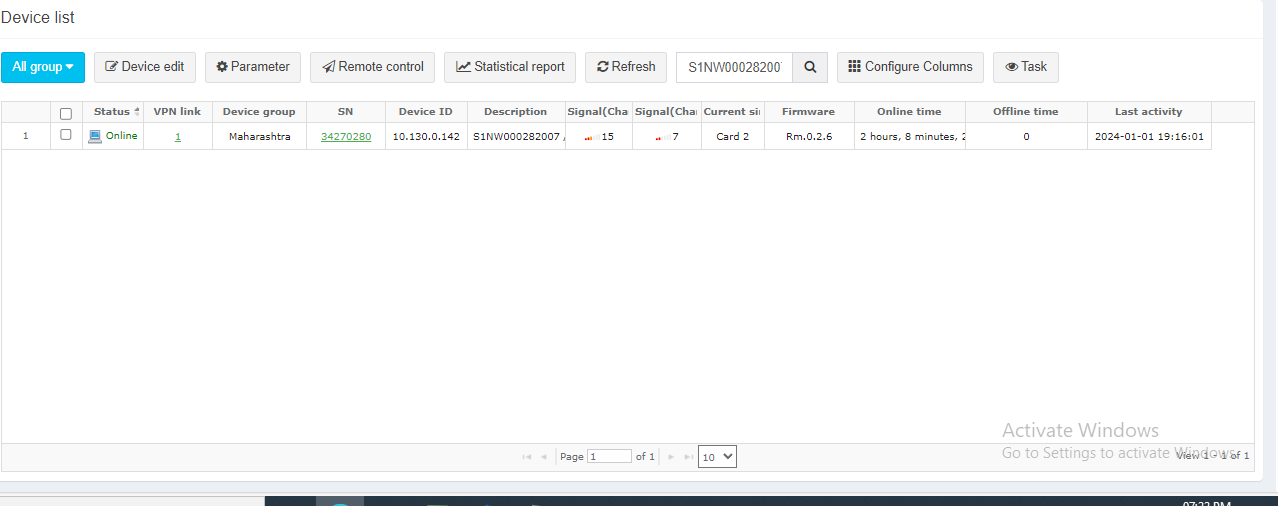 Device list
All group Device edit Parameter Remote control Statistical report Refresh S1NW00028200 Configure Columns Task
Status VPN link Device group SN Device ID Description Signal(Cha Signal(Cha Current si Firmware Online time Offline time Last activity
1 Online 1 Maharashtra 34270280 10.130.0.142 S1NW000282007 15 7 Card 2 Rm.0.2.6 2 hours, 8 minutes, 2 0 2024-01-01 19:16:01
Activate Windows
Go to Settings to activate Windows.
Page 1 of 1 10 View 1 - 1 of 1
07:22 PM